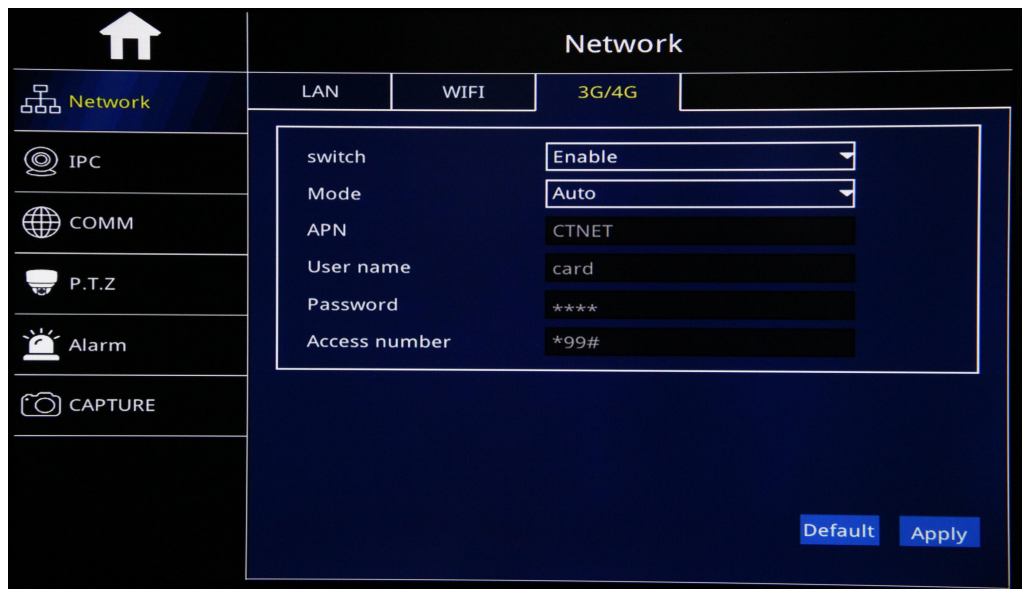 Network
Network
LAN WIFI 3G/4G
IPC
COMM
P.T.Z
Alarm
CAPTURE
switch Enable
Mode Auto
APN CTNET
User name card
Password ****
Access number *99#
Default Apply